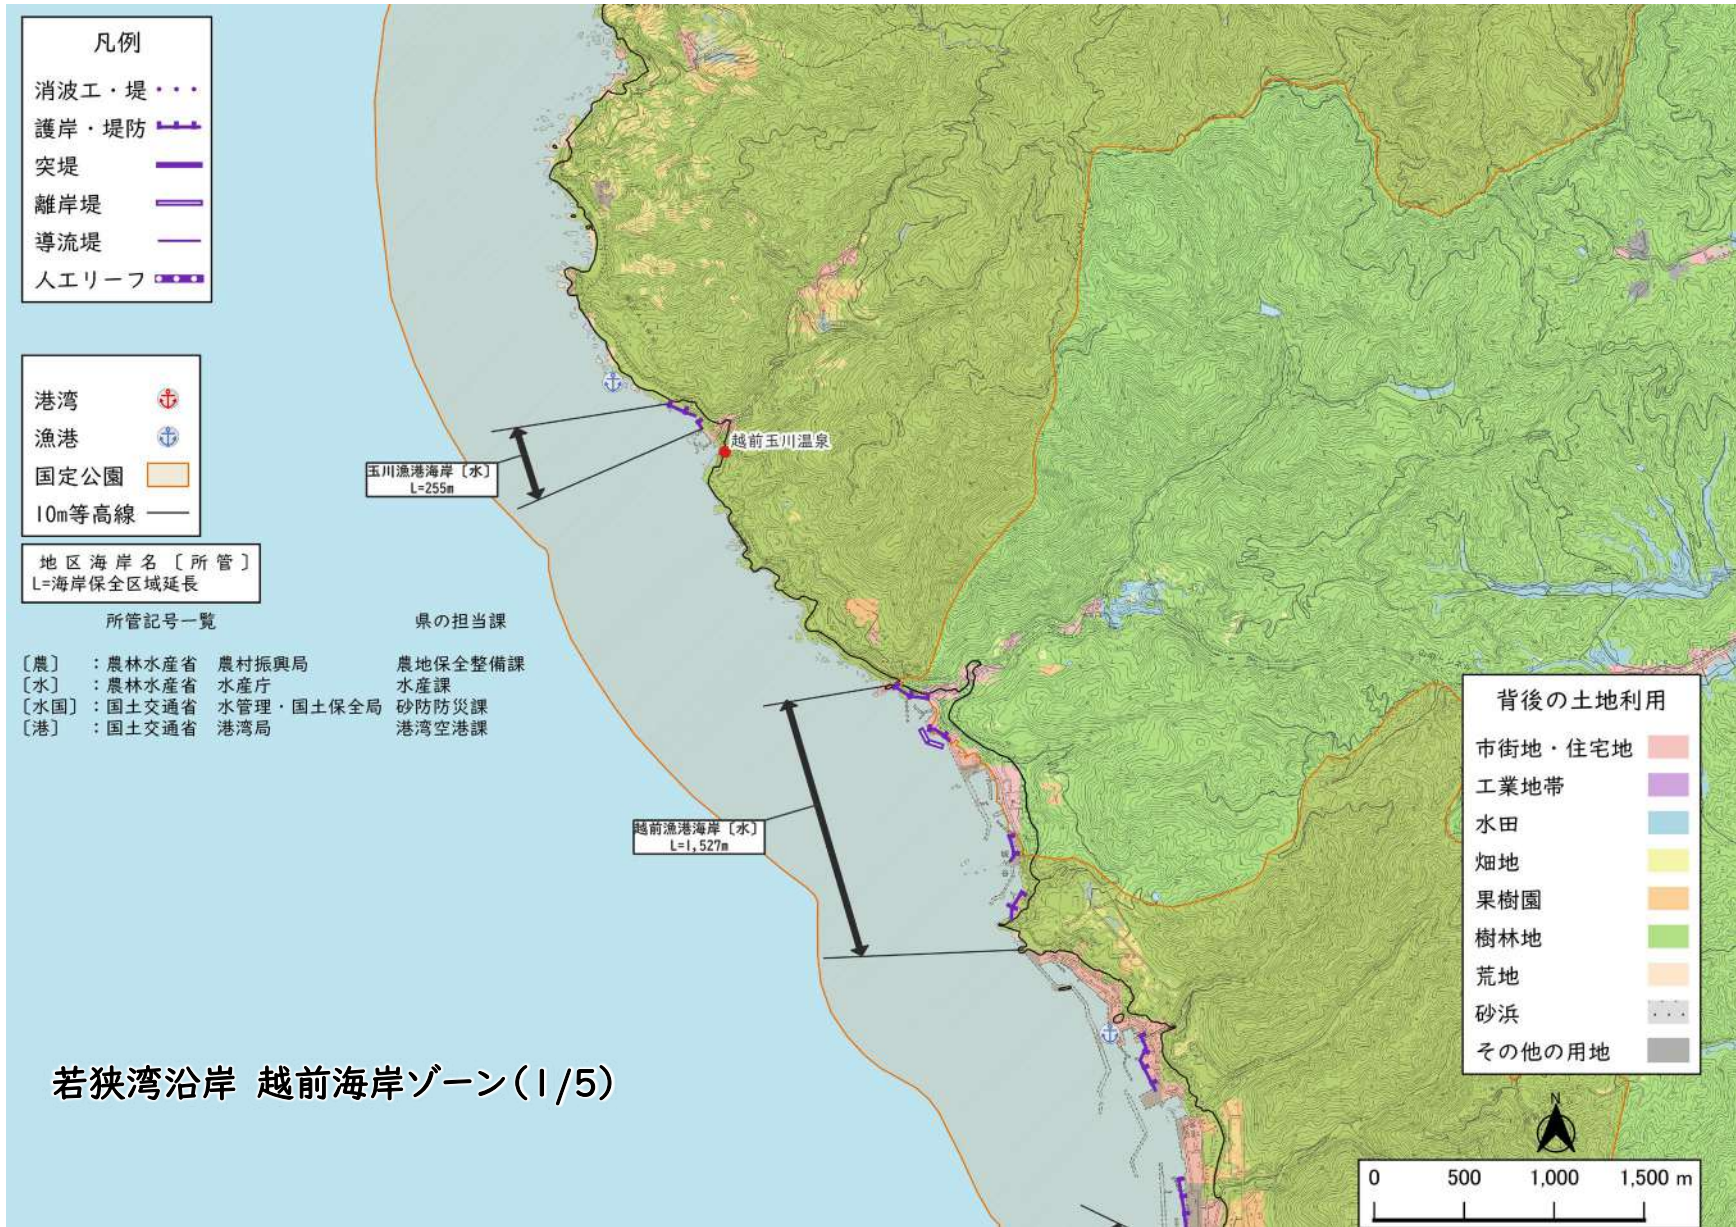 凡例
消波工・堤
護岸・堤防
突堤
離岸堤
導流堤
人工リーフ
港湾
漁港
国定公園
10m等高線
地区海岸名〔所管〕
L=海岸保全区域延長
所管記号一覧 県の担当課
〔農〕 :農林水産省 農村振興局 農地保全整備課
〔水〕 :農林水産省 水産庁 水産課
〔水国〕:国土交通省 水管理・国土保全局 砂防防災課
〔港〕 :国土交通省 港湾局 港湾空港課
玉川漁港海岸〔水〕
L=255m
越前玉川温泉
越前漁港海岸〔水〕
L=1,527m
若狭湾沿岸 越前海岸ゾーン(1/5)
背後の土地利用
市街地・住宅地
工業地帯
水田
畑地
果樹園
樹林地
荒地
砂浜
その他の用地
N
0 500 1,000 1,500 m